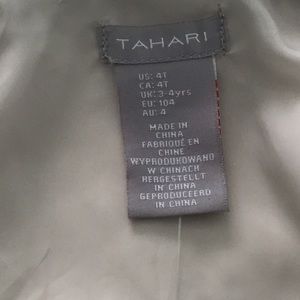 TAHARI
US: 4T
CA: 4T
UK: 3-4yrs
EU: 104
AU: 4
MADE IN
CHINA
FABRIQUÉ EN
CHINE
WYPRODUKOWANO
W CHINACH
HERGESTELLT
IN CHINA
GEPRODUCEERD
IN CHINA